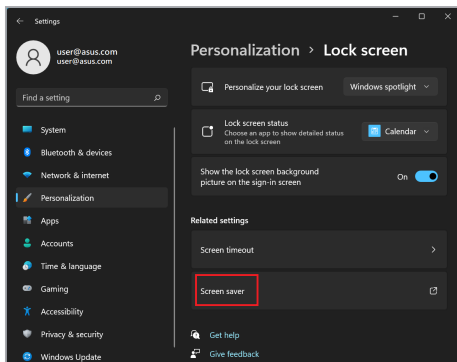 Settings
user@asus.com
user@asus.com
Find a setting
System
Bluetooth & devices
Network & internet
Personalization
Apps
Accounts
Time & language
Gaming
Accessibility
Privacy & security
Windows Update
Personalization > Lock screen
Personalize your lock screen
Windows spotlight
Lock screen status
Choose an app to show detailed status
on the lock screen
Calendar
Show the lock screen background
picture on the sign-in screen
On
Related settings
Screen timeout
Screen saver
Get help
Give feedback